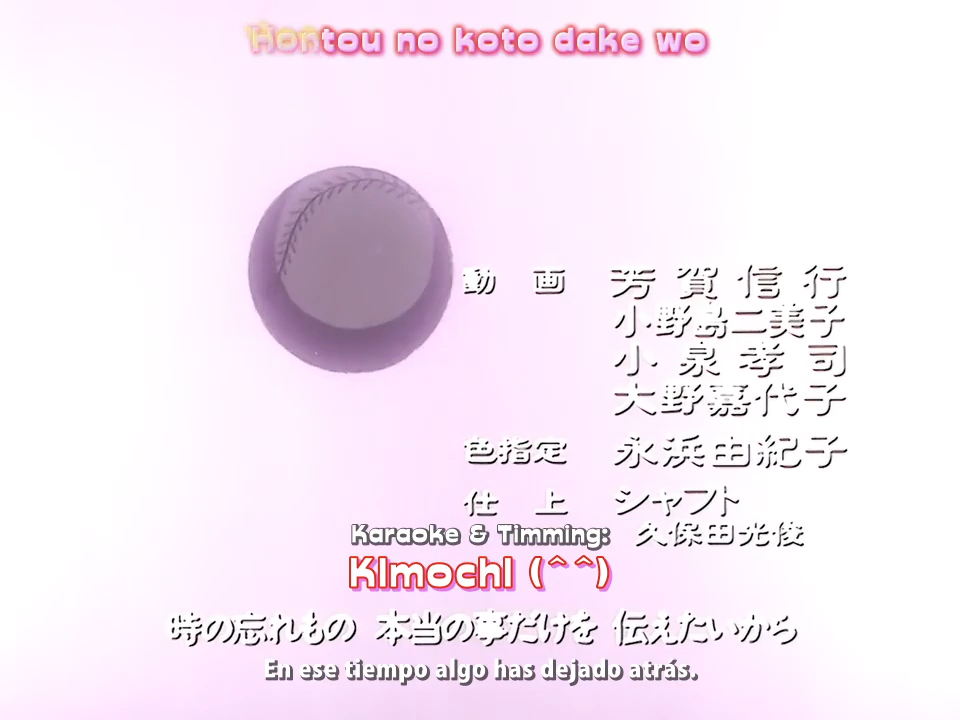 Hontou no koto dake wo
動　画　芳賀信行
小野島二美子
小泉孝司
大野嘉代子
色指定　永浜由紀子
仕　上　シャフト
久保田光俊
Karaoke & Timming:
KImochI (^^)
時の忘れもの 本当の事だけを 伝えたいから
En ese tiempo algo has dejado atrás.